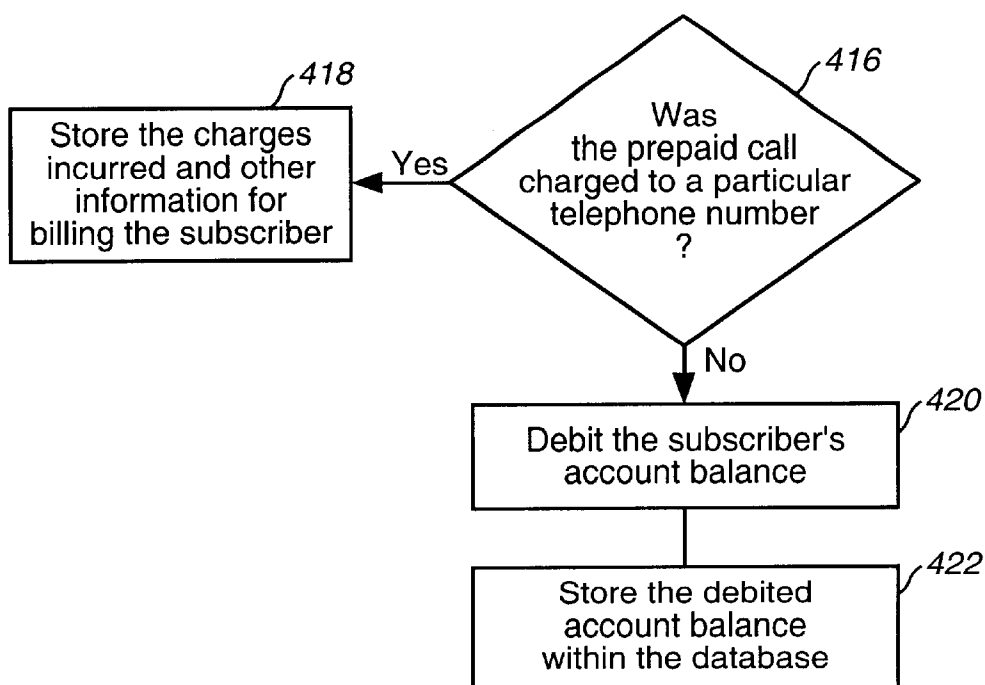 418
Store the charges
incurred and other
information for
billing the subscriber
Yes
416
Was
the prepaid call
charged to a particular
telephone number
?
No
420
Debit the subscriber's
account balance
422
Store the debited
account balance
within the database